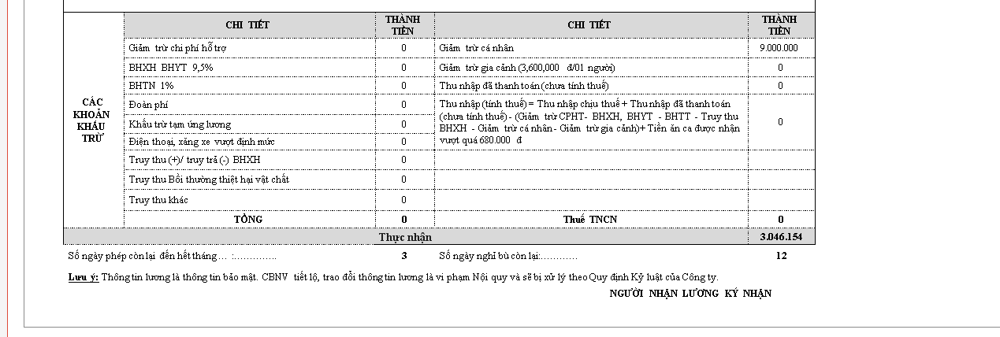 CHI TIẾT THÀNH TIỀN CHI TIẾT THÀNH TIỀN
CÁC KHOẢN KHẤU TRỪ
Giảm trừ chi phí hỗ trợ 0 Giảm trừ cá nhân 9.000.000
BHXH BHYT 9,5% 0 Giảm trừ gia cảnh (3,600,000 đ/01 người) 0
BHTN 1% 0 Thu nhập đã thanh toán (chưa tính thuế) 0
Đoàn phí 0
Khấu trừ tạm ứng lương 0
Điện thoại, xăng xe vượt định mức 0
Thu nhập (tính thuế) = Thu nhập chịu thuế + Thu nhập đã thanh toán
(chưa tính thuế) - (Giảm trừ CPHT- BHXH, BHYT - BHTT - Truy thu
BHXH - Giảm trừ cá nhân - Giảm trừ gia cảnh)+ Tiền ăn ca được nhận
vượt quá 680.000 đ
0
Truy thu (+)/ truy trả (-) BHXH 0
Truy thu Bồi thường thiệt hại vật chất 0
Truy thu khác 0
TỔNG 0 Thuế TNCN 0
Thực nhận 3.046.154
Số ngày phép còn lại đến hết tháng… :………….. 3 Số ngày nghỉ bù còn lại:………… 12
Lưu ý: Thông tin lương là thông tin bảo mật. CBNV tiết lộ, trao đổi thông tin lương là vi phạm Nội quy và sẽ bị xử lý theo Quy định Kỷ luật của Công ty.
NGƯỜI NHẬN LƯƠNG KÝ NHẬN